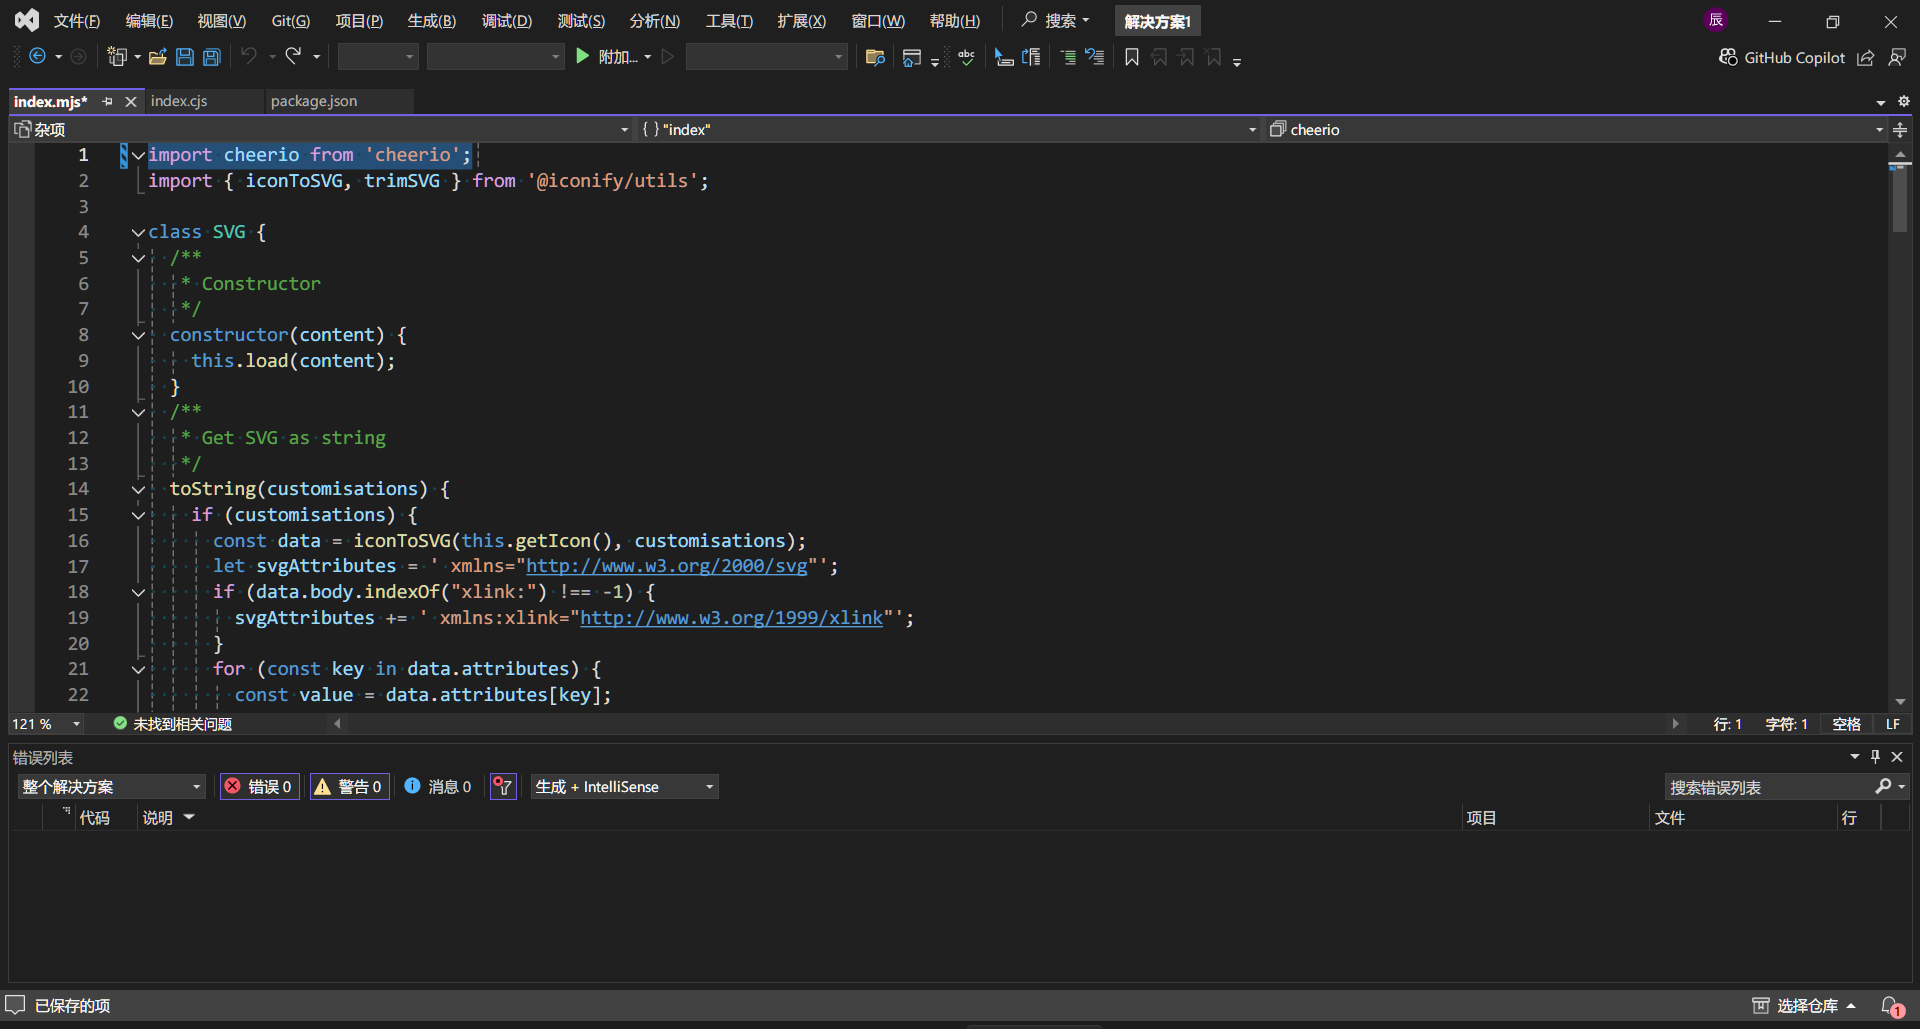 文件(F) 编辑(E) 视图(V) Git(G) 项目(P) 生成(B) 调试(D) 测试(S) 分析(N) 工具(T) 扩展(X) 窗口(W) 帮助(H) 搜索 解决方案1 辰
附加... abc GitHub Copilot
index.mjs* index.cjs package.json
杂项 { } "index" cheerio
1 import cheerio from 'cheerio';
2 import { iconToSVG, trimSVG } from '@iconify/utils';
3
4 class SVG {
5 /**
6 * Constructor
7 */
8 constructor(content) {
9 this.load(content);
10 }
11 /**
12 * Get SVG as string
13 */
14 toString(customisations) {
15 if (customisations) {
16 const data = iconToSVG(this.getIcon(), customisations);
17 let svgAttributes = ' xmlns="http://www.w3.org/2000/svg"';
18 if (data.body.indexOf("xlink:") !== -1) {
19 svgAttributes += ' xmlns:xlink="http://www.w3.org/1999/xlink"';
20 }
21 for (const key in data.attributes) {
22 const value = data.attributes[key];
121 % 未找到相关问题 行: 1 字符: 1 空格 LF
错误列表
整个解决方案 错误 0 警告 0 消息 0 生成 + IntelliSense 搜索错误列表
代码 说明 项目 文件 行
已保存的项 选择仓库 1